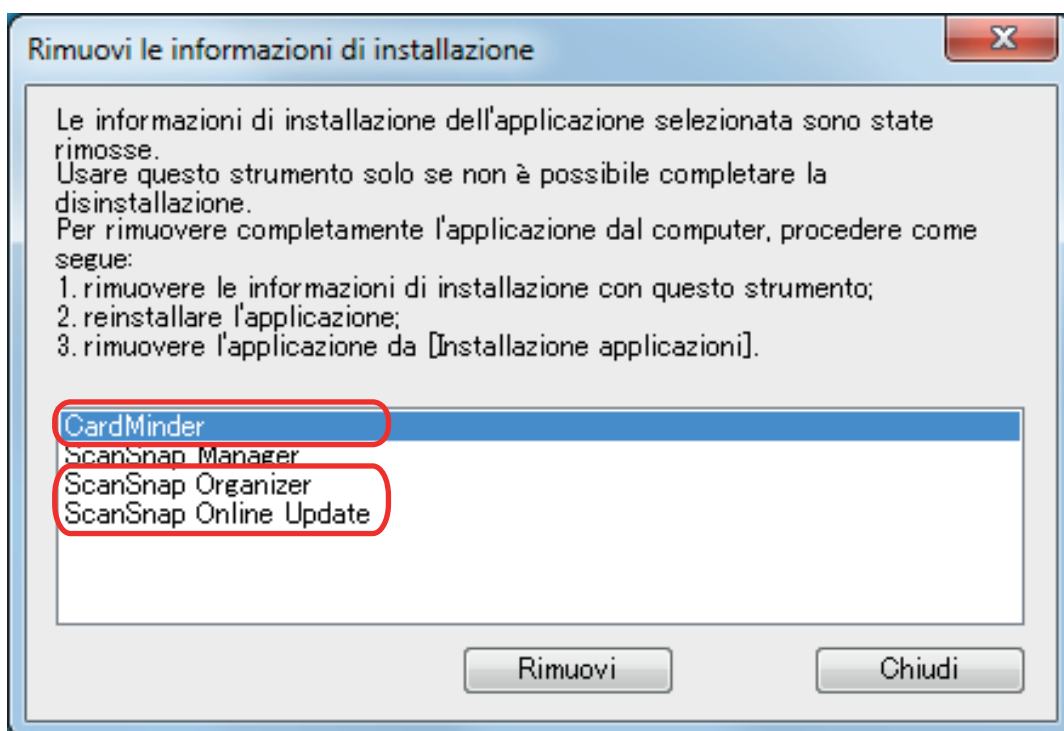 Rimuovi le informazioni di installazione
Le informazioni di installazione dell'applicazione selezionata sono state
rimosse.
Usare questo strumento solo se non è possibile completare la
disinstallazione.
Per rimuovere completamente l'applicazione dal computer, procedere come
segue:
1. rimuovere le informazioni di installazione con questo strumento;
2. reinstallare l'applicazione;
3. rimuovere l'applicazione da [Installazione applicazioni].
CardMinder
ScanSnap Manager
ScanSnap Organizer
ScanSnap Online Update
Rimuovi
Chiudi